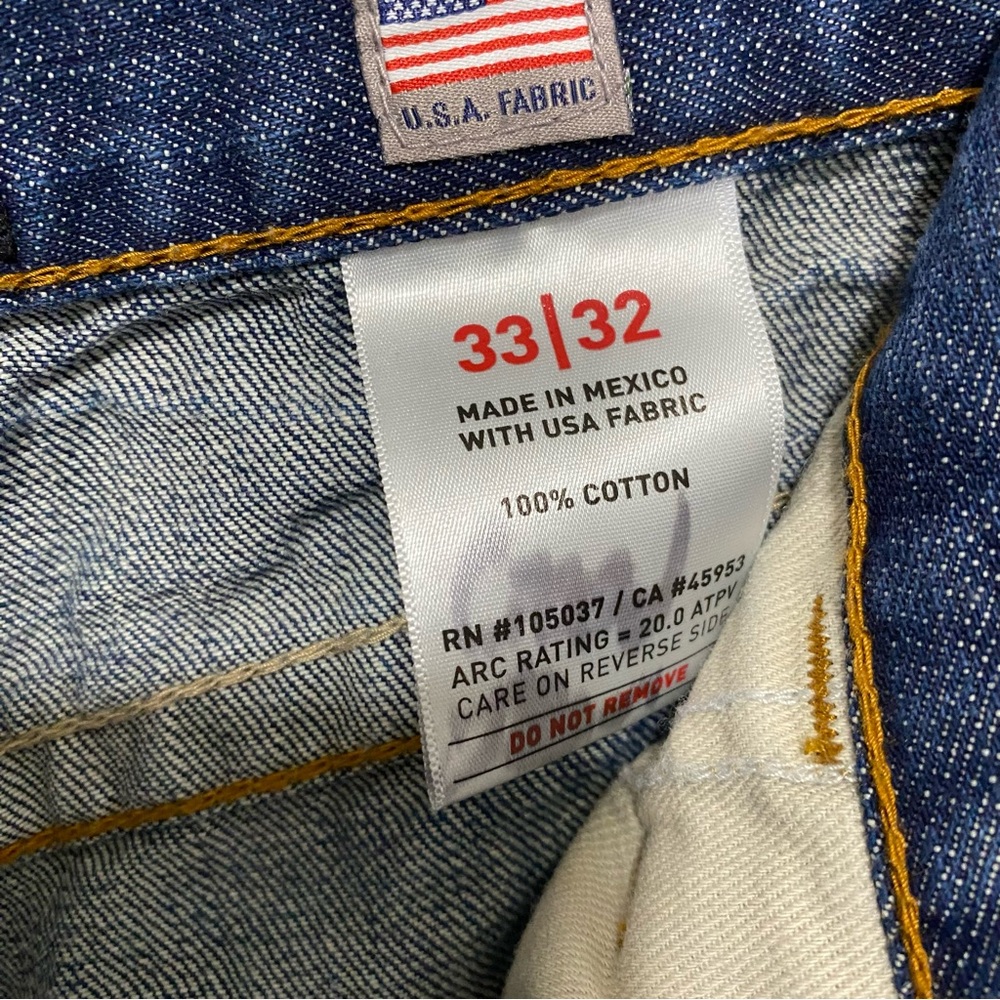 U.S.A. FABRIC
33|32
MADE IN MEXICO
WITH USA FABRIC
100% COTTON
RN #105037 / CA #45953
ARC RATING = 20.0 ATPV
CARE ON REVERSE SIDE
DO NOT REMOVE